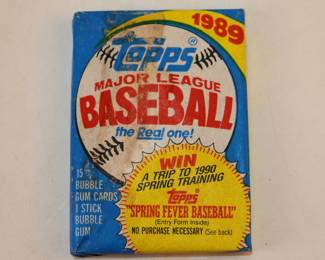 1989
Topps®
MAJOR LEAGUE
BASEBALL
the Real one!
15
BUBBLE
GUM CARDS
1 STICK
BUBBLE
GUM
WIN
A TRIP TO 1990
SPRING TRAINING
Topps
"SPRING FEVER BASEBALL"
(Entry Form Inside)
NO PURCHASE NECESSARY (See back)